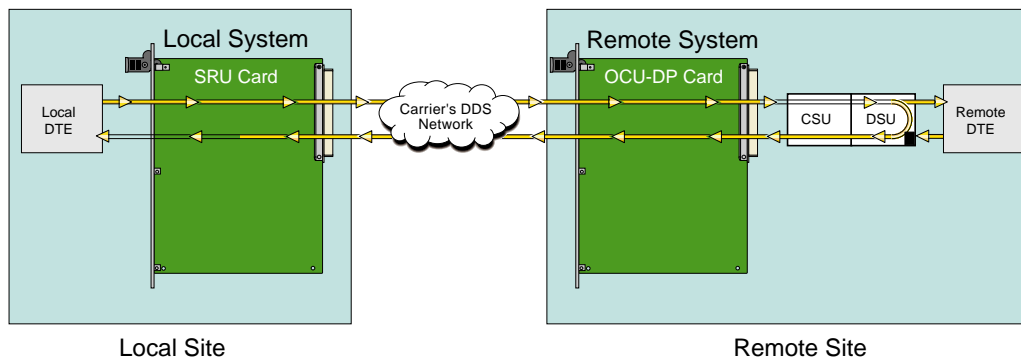 Local System
Remote System
SRU Card
OCU-DP Card
Local
DTE
Carrier's DDS
Network
CSU
DSU
Remote
DTE
Local Site
Remote Site